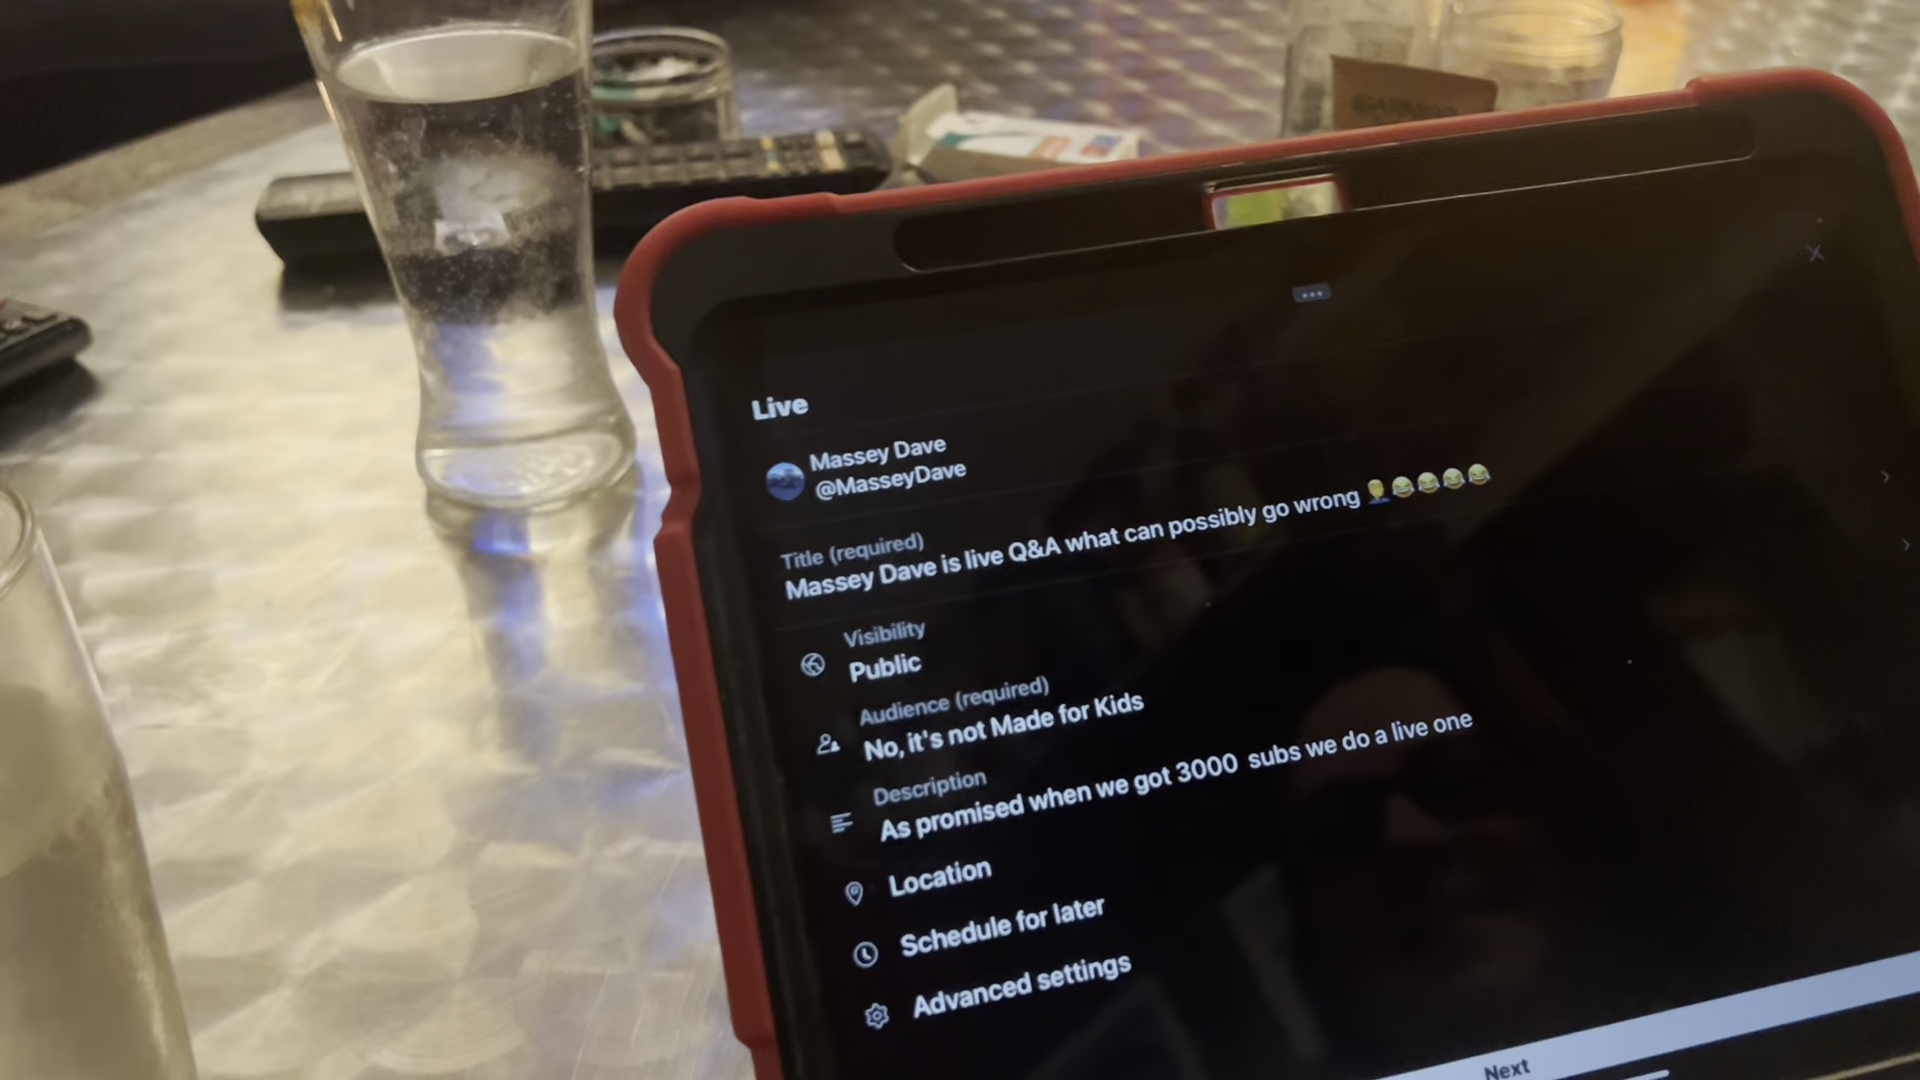 Live
Massey Dave
@MasseyDave
Title (required)
Massey Dave is live Q&A what can possibly go wrong 🤦‍♂️😂😂😂😂
Visibility
Public
Audience (required)
No, it's not Made for Kids
Description
As promised when we got 3000 subs we do a live one
Location
Schedule for later
Advanced settings
Next